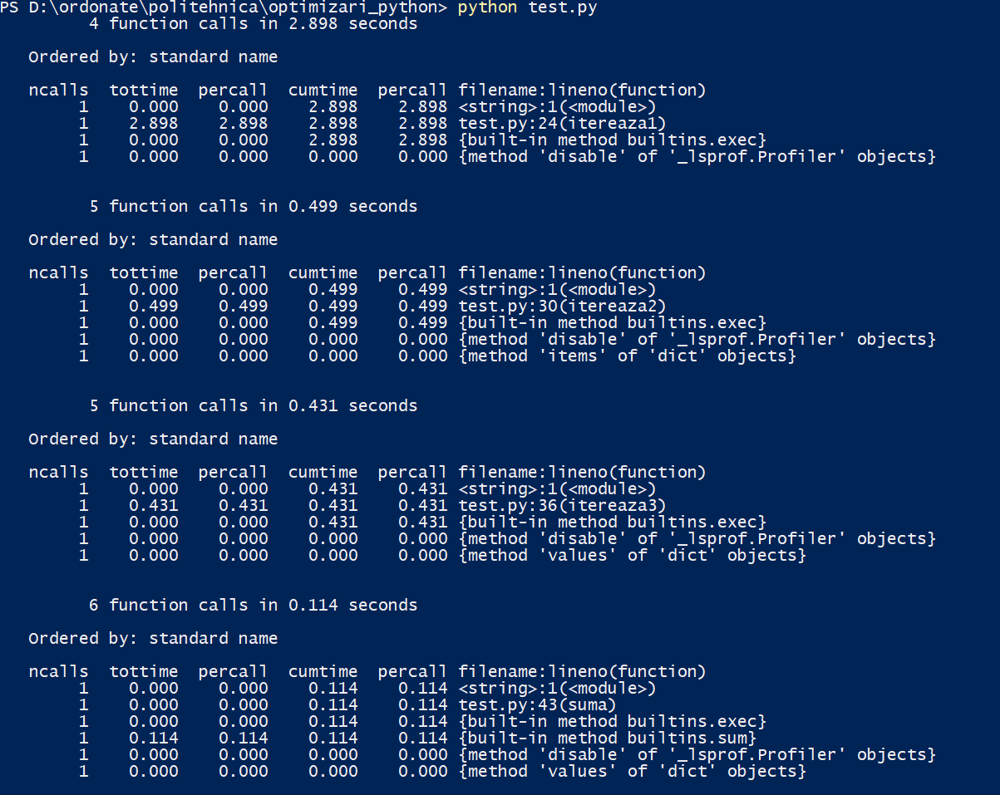 PS D:\ordonate\politehnica\optimizari_python> python test.py
         4 function calls in 2.898 seconds

   Ordered by: standard name

   ncalls  tottime  percall  cumtime  percall filename:lineno(function)
        1    0.000    0.000    2.898    2.898 <string>:1(<module>)
        1    2.898    2.898    2.898    2.898 test.py:24(itereaza1)
        1    0.000    0.000    2.898    2.898 {built-in method builtins.exec}
        1    0.000    0.000    0.000    0.000 {method 'disable' of '_lsprof.Profiler' objects}


         5 function calls in 0.499 seconds

   Ordered by: standard name

   ncalls  tottime  percall  cumtime  percall filename:lineno(function)
        1    0.000    0.000    0.499    0.499 <string>:1(<module>)
        1    0.499    0.499    0.499    0.499 test.py:30(itereaza2)
        1    0.000    0.000    0.499    0.499 {built-in method builtins.exec}
        1    0.000    0.000    0.000    0.000 {method 'disable' of '_lsprof.Profiler' objects}
        1    0.000    0.000    0.000    0.000 {method 'items' of 'dict' objects}


         5 function calls in 0.431 seconds

   Ordered by: standard name

   ncalls  tottime  percall  cumtime  percall filename:lineno(function)
        1    0.000    0.000    0.431    0.431 <string>:1(<module>)
        1    0.431    0.431    0.431    0.431 test.py:36(itereaza3)
        1    0.000    0.000    0.431    0.431 {built-in method builtins.exec}
        1    0.000    0.000    0.000    0.000 {method 'disable' of '_lsprof.Profiler' objects}
        1    0.000    0.000    0.000    0.000 {method 'values' of 'dict' objects}


         6 function calls in 0.114 seconds

   Ordered by: standard name

   ncalls  tottime  percall  cumtime  percall filename:lineno(function)
        1    0.000    0.000    0.114    0.114 <string>:1(<module>)
        1    0.000    0.000    0.114    0.114 test.py:43(suma)
        1    0.000    0.000    0.114    0.114 {built-in method builtins.exec}
        1    0.114    0.114    0.114    0.114 {built-in method builtins.sum}
        1    0.000    0.000    0.000    0.000 {method 'disable' of '_lsprof.Profiler' objects}
        1    0.000    0.000    0.000    0.000 {method 'values' of 'dict' objects}